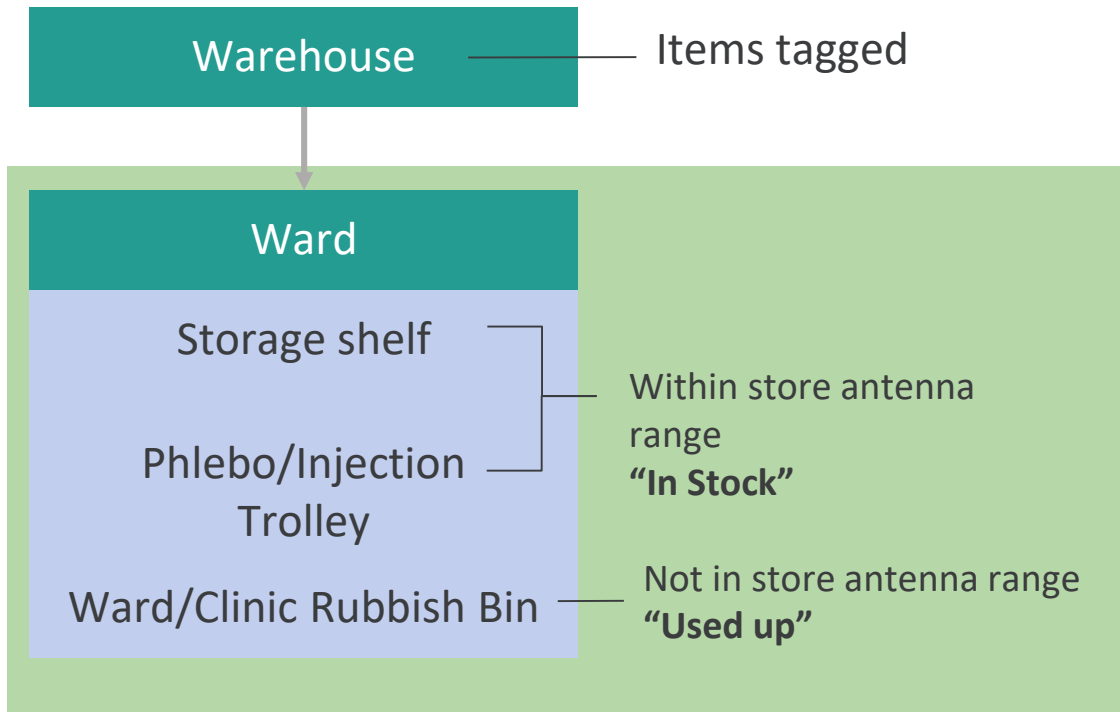 Warehouse
Items tagged
Ward
Storage shelf
Phlebo/Injection
Trolley
Ward/Clinic Rubbish Bin
Within store antenna
range
“In Stock”
Not in store antenna range
“Used up”